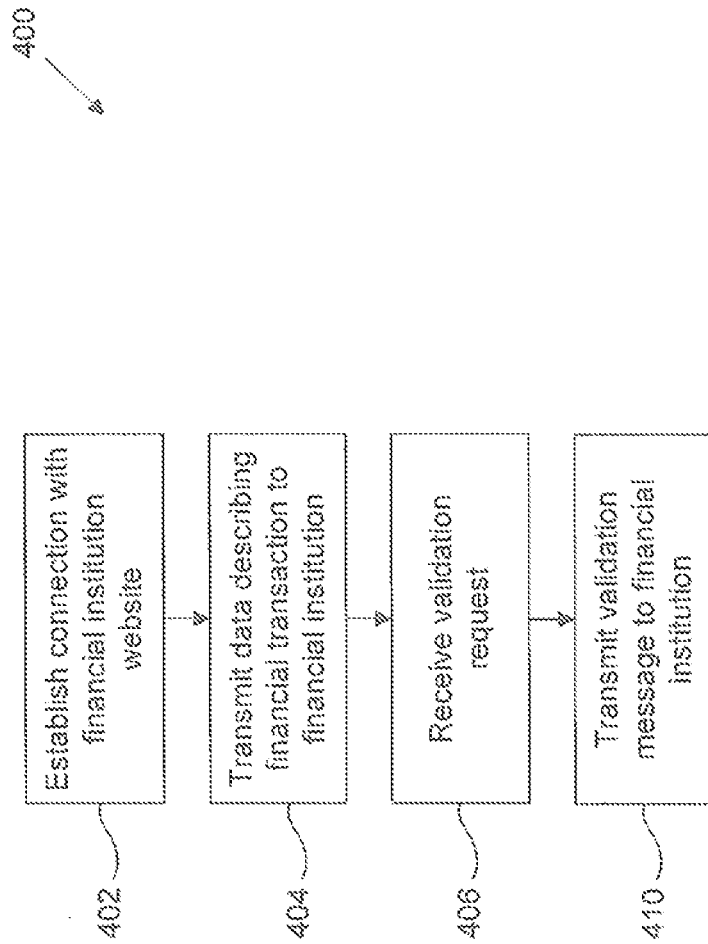 400
402
Establish connection with
financial institution
website
404
Transmit data describing
financial transaction to
financial institution
406
Receive validation
request
410
Transmit validation
message to financial
institution